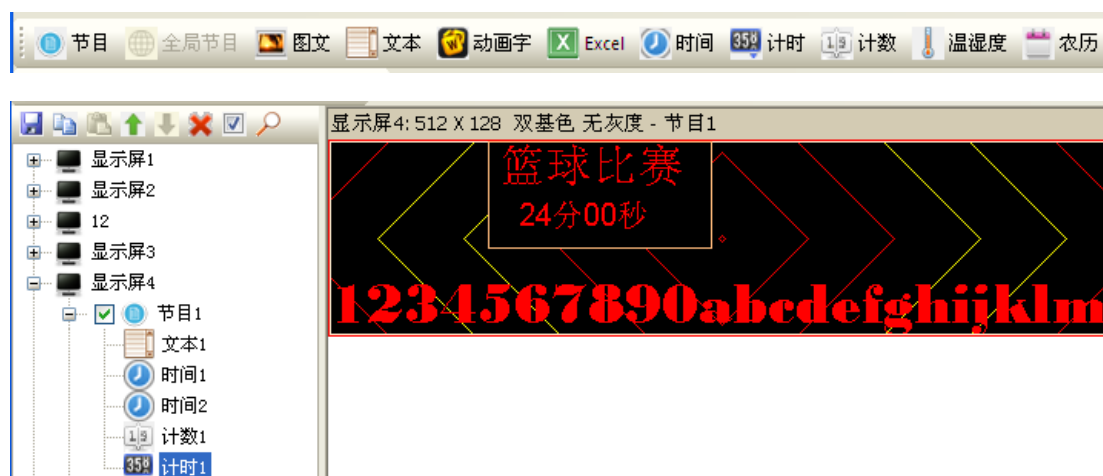 节目 全局节目 图文 文本 动画字 Excel 时间 计时 计数 温湿度 农历
显示屏4: 512 X 128 双基色 无灰度 - 节目1
显示屏1
显示屏2
12
显示屏3
显示屏4
节目1
文本1
时间1
时间2
计数1
计时1
篮球比赛
24分00秒
1234567890abcdefghijklm